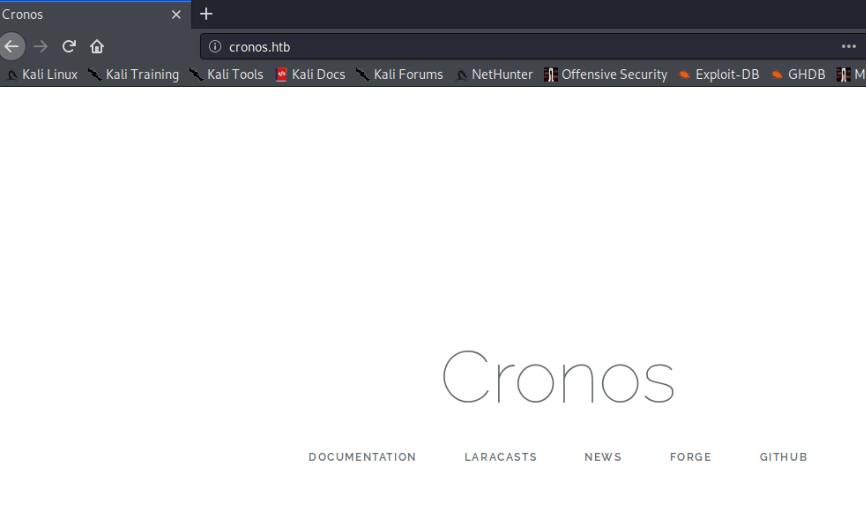 Cronos
cronos.htb
Kali Linux Kali Training Kali Tools Kali Docs Kali Forums NetHunter Offensive Security Exploit-DB GHDB M
Cronos
DOCUMENTATION LARACASTS NEWS FORGE GITHUB